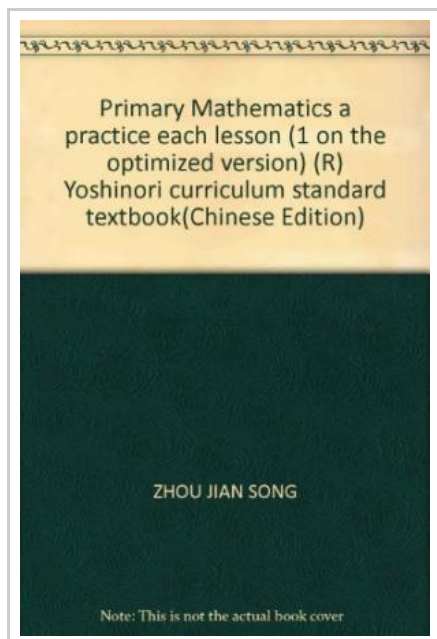 Primary Mathematics a
practice each lesson (1 on the
optimized version) (R)
Yoshinori curriculum standard
textbook(Chinese Edition)
ZHOU JIAN SONG
Note: This is not the actual book cover